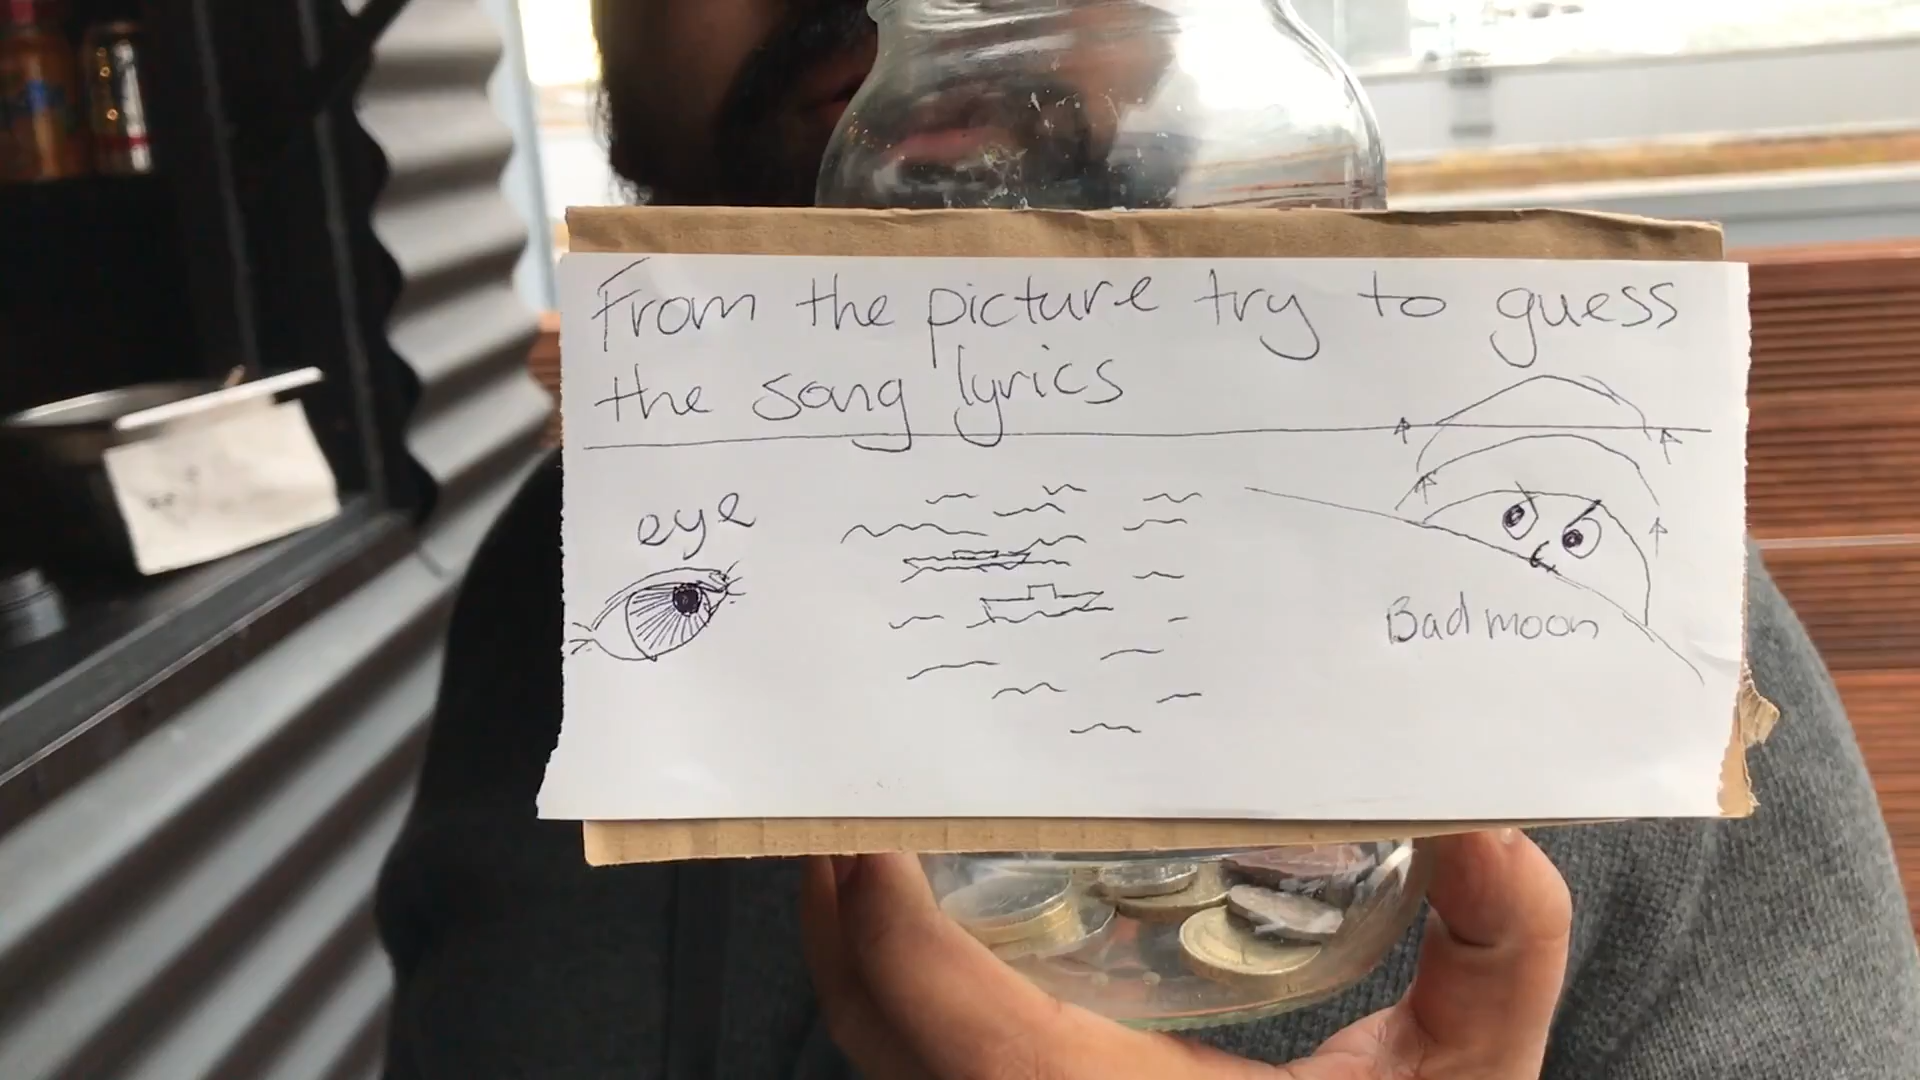 From the picture try to guess
the song lyrics
eye
Bad moon